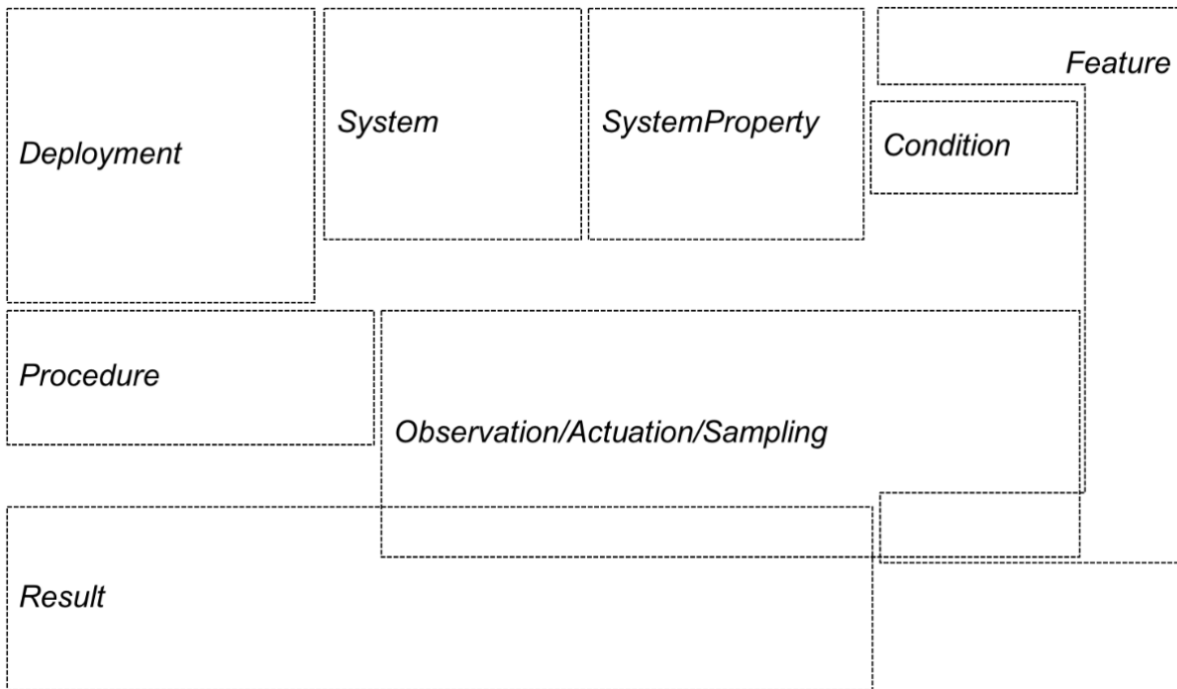 Feature
System
SystemProperty
Condition
Deployment
Procedure
Observation/Actuation/Sampling
Result